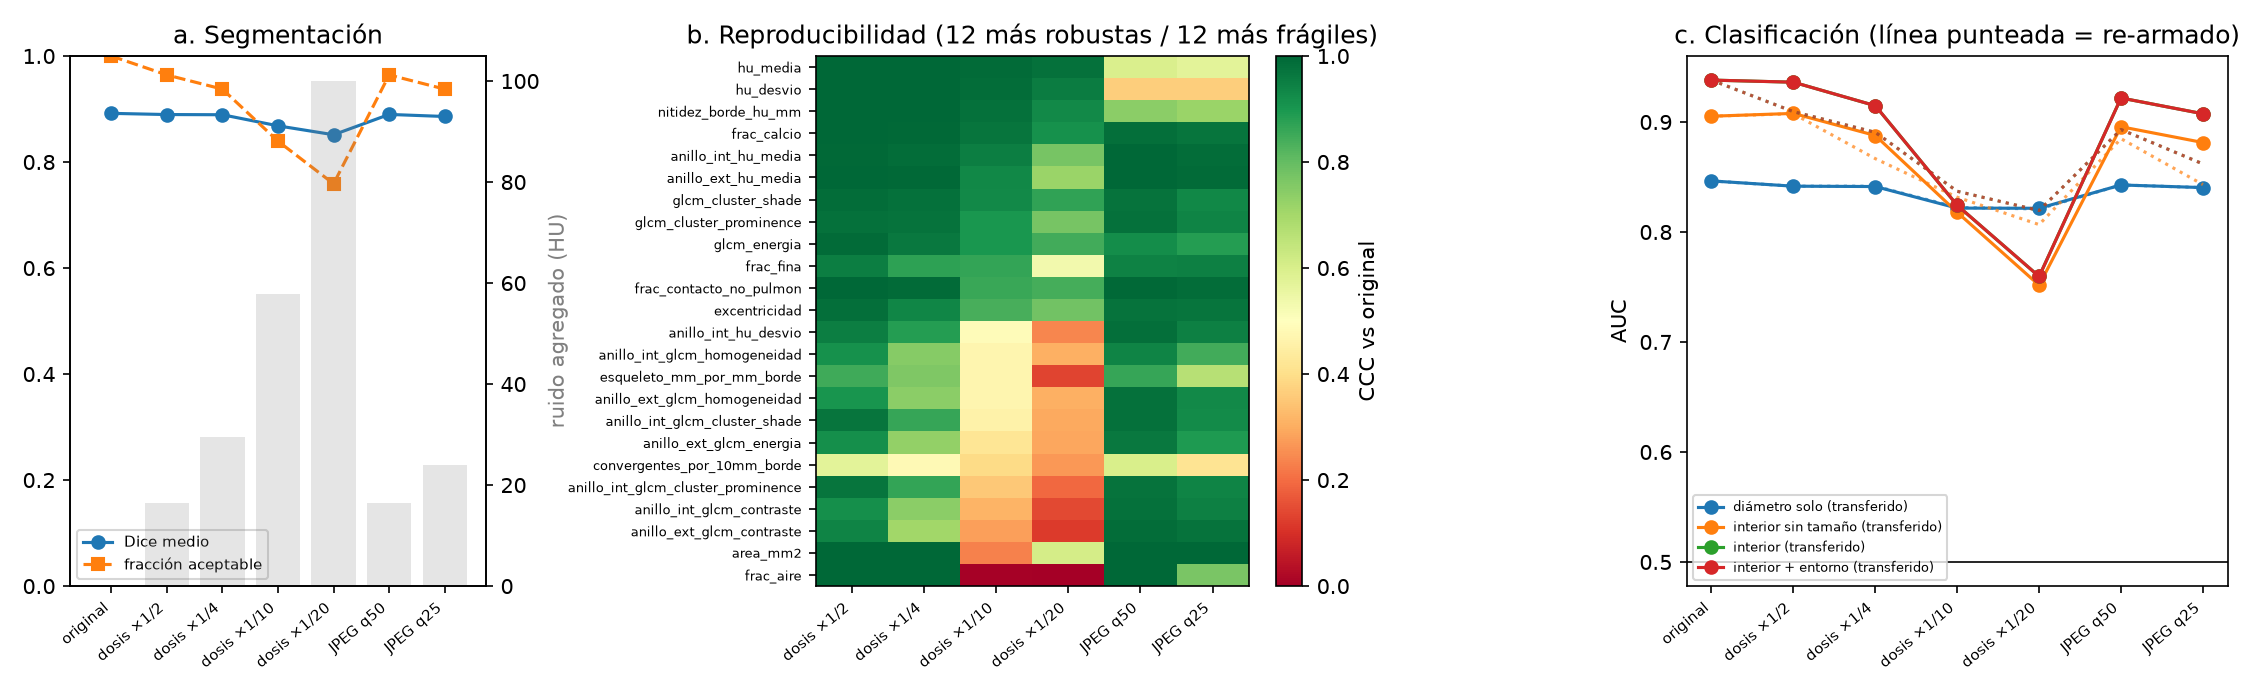 a. Segmentación
1.0
0.8
0.6
0.4
0.2
0.0
100
80
60
40
20
0
ruido agregado (HU)
Dice medio
fracción aceptable
original
dosis ×1/2
dosis ×1/4
dosis ×1/10
dosis ×1/20
JPEG q50
JPEG q25
b. Reproducibilidad (12 más robustas / 12 más frágiles)
hu_media
hu_desvio
nitidez_borde_hu_mm
frac_calcio
anillo_int_hu_media
anillo_ext_hu_media
glcm_cluster_shade
glcm_cluster_prominence
glcm_energia
frac_fina
frac_contacto_no_pulmon
excentricidad
anillo_int_hu_desvio
anillo_int_glcm_homogeneidad
esqueleto_mm_por_mm_borde
anillo_ext_glcm_homogeneidad
anillo_int_glcm_cluster_shade
anillo_ext_glcm_energia
convergentes_por_10mm_borde
anillo_int_glcm_cluster_prominence
anillo_int_glcm_contraste
anillo_ext_glcm_contraste
area_mm2
frac_aire
dosis ×1/2
dosis ×1/4
dosis ×1/10
dosis ×1/20
JPEG q50
JPEG q25
1.0
0.8
0.6
0.4
0.2
0.0
CCC vs original
c. Clasificación (línea punteada = re-armado)
AUC
0.9
0.8
0.7
0.6
0.5
diámetro solo (transferido)
interior sin tamaño (transferido)
interior (transferido)
interior + entorno (transferido)
original
dosis ×1/2
dosis ×1/4
dosis ×1/10
dosis ×1/20
JPEG q50
JPEG q25